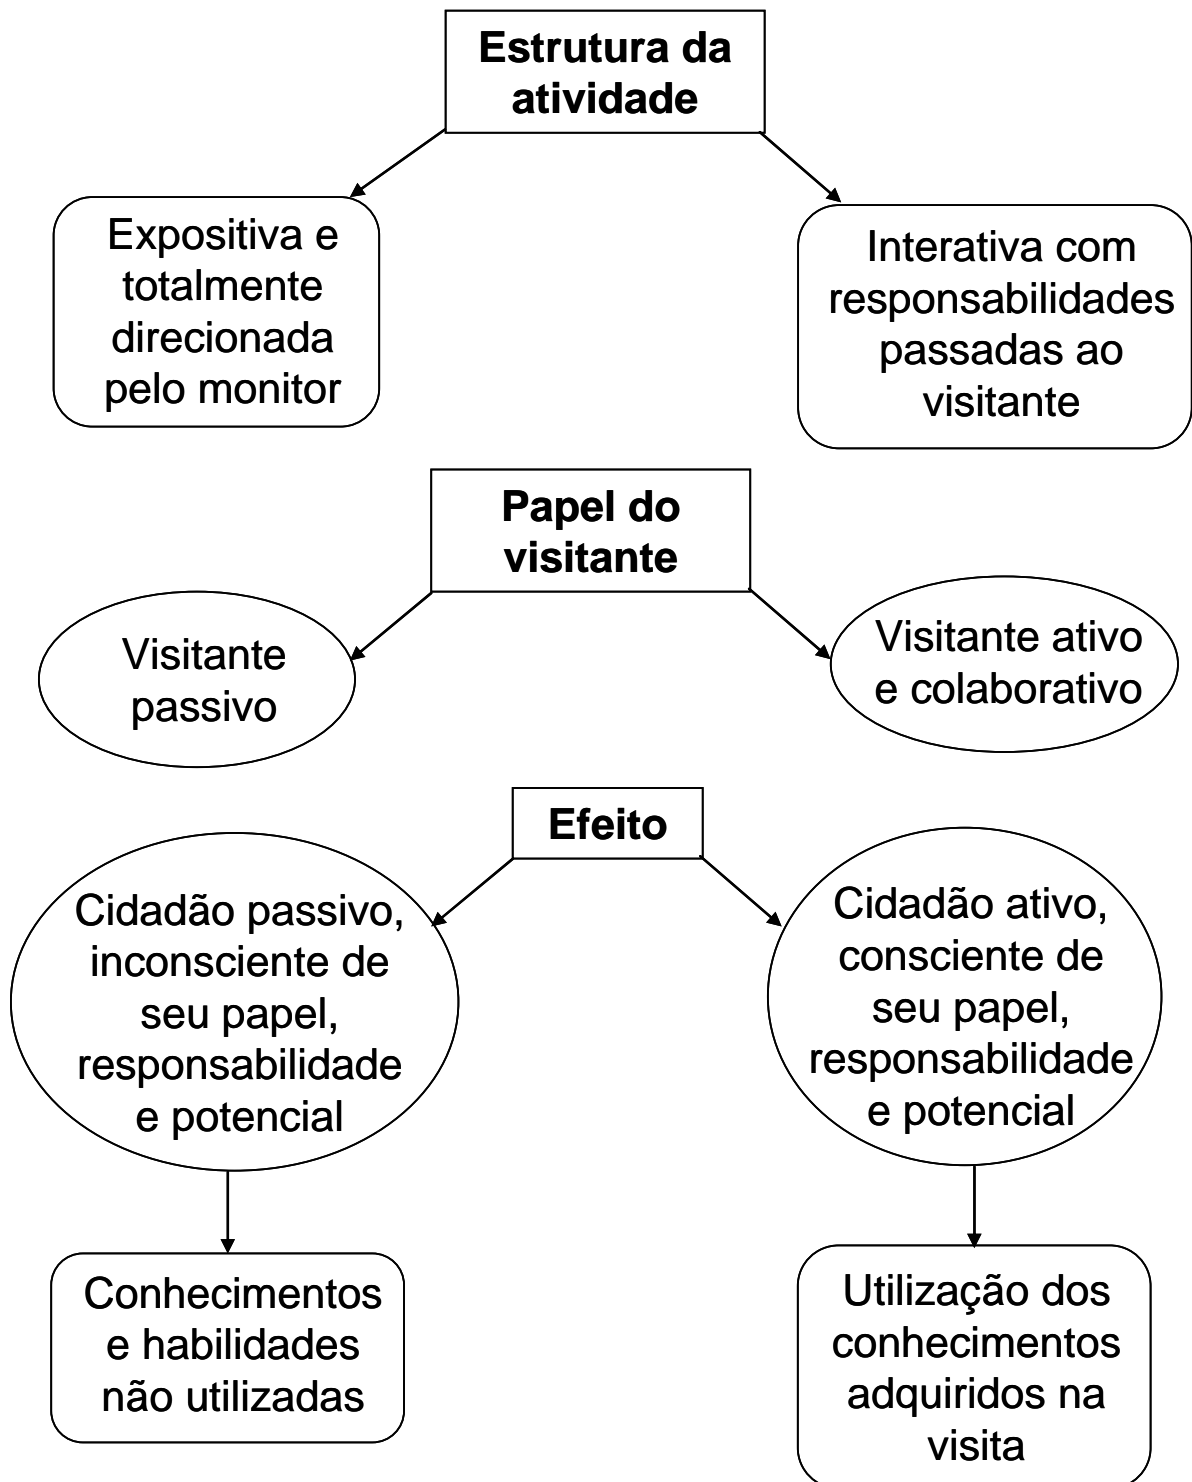 Estrutura da
atividade
Expositiva e
totalmente
direcionada
pelo monitor
Interativa com
responsabilidades
passadas ao
visitante
Papel do
visitante
Visitante
passivo
Visitante ativo
e colaborativo
Efeito
Cidadão passivo,
inconsciente de
seu papel,
responsabilidade
e potencial
Cidadão ativo,
consciente de
seu papel,
responsabilidade
e potencial
Conhecimentos
e habilidades
não utilizadas
Utilização dos
conhecimentos
adquiridos na
visita